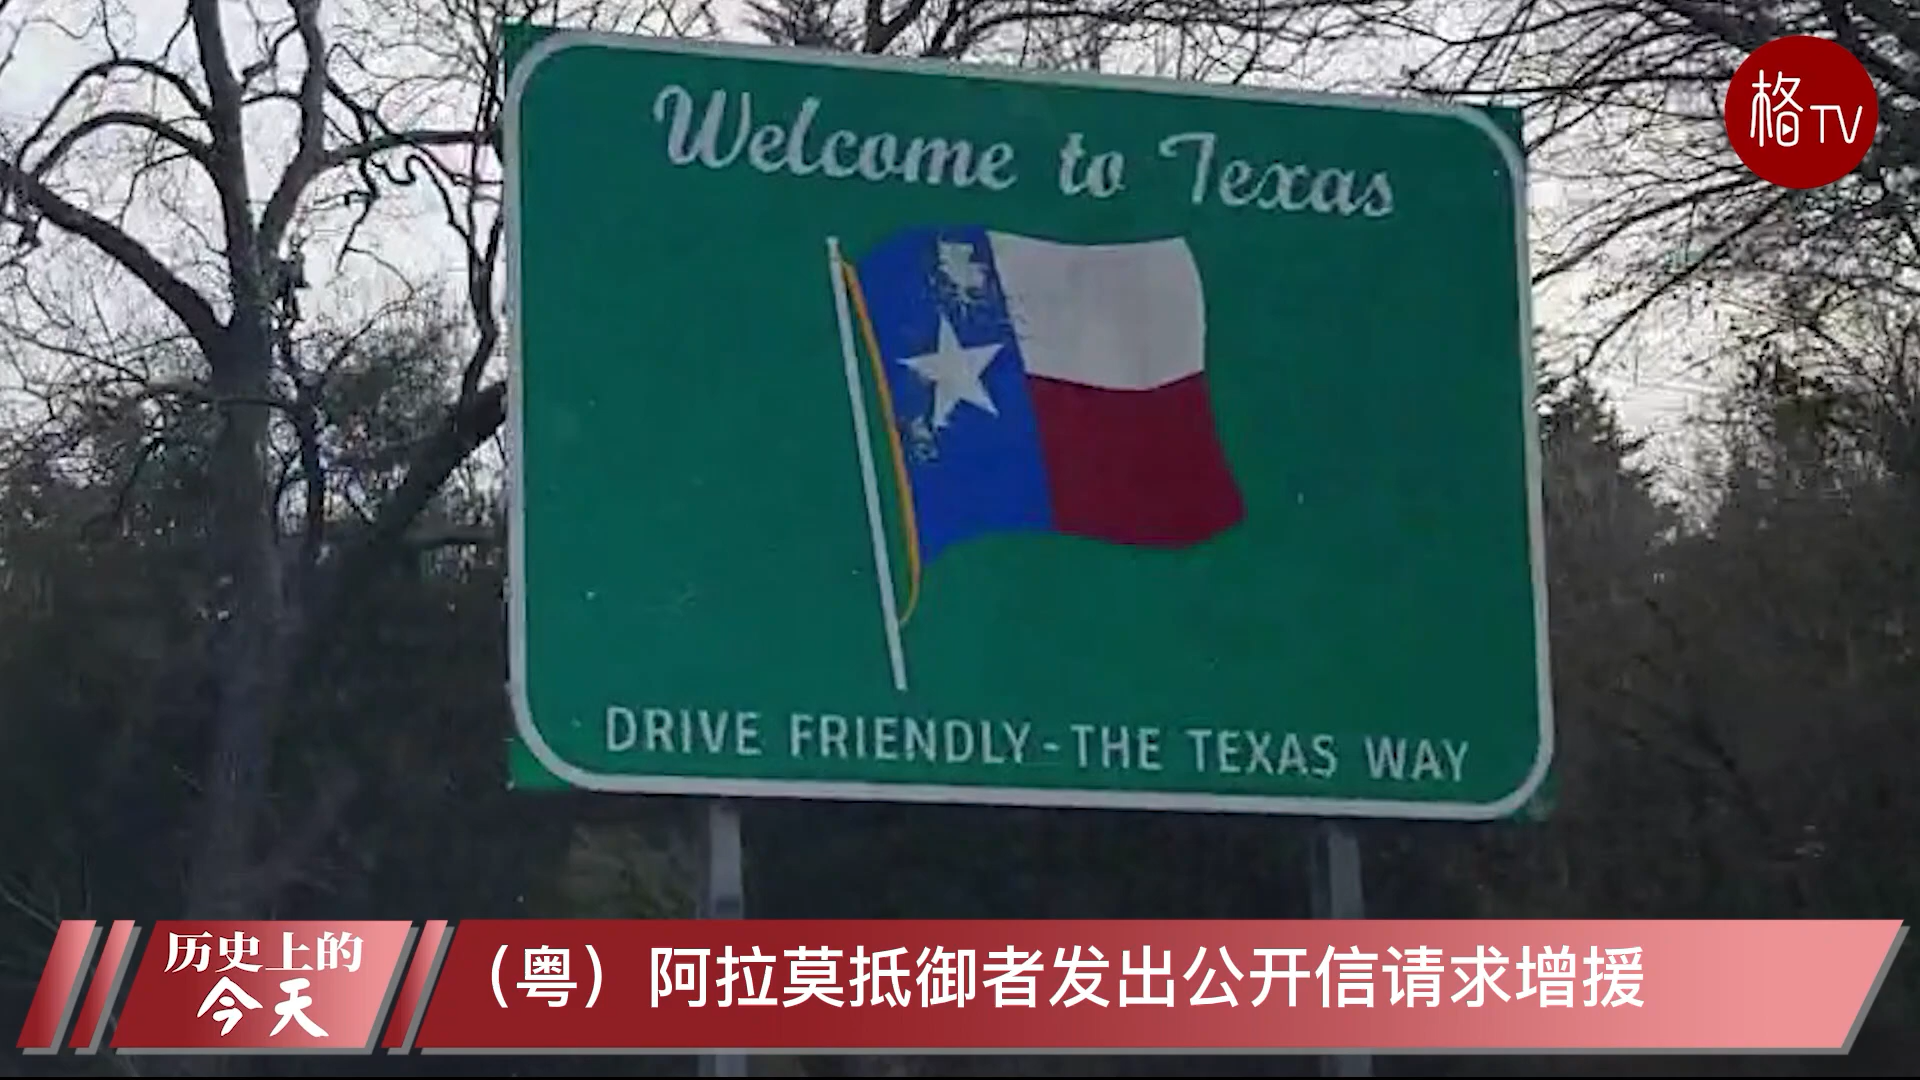 Welcome to Texas
格TV
DRIVE FRIENDLY-THE TEXAS WAY
历史上的
今天
（粤）阿拉莫抵御者发出公开信请求增援